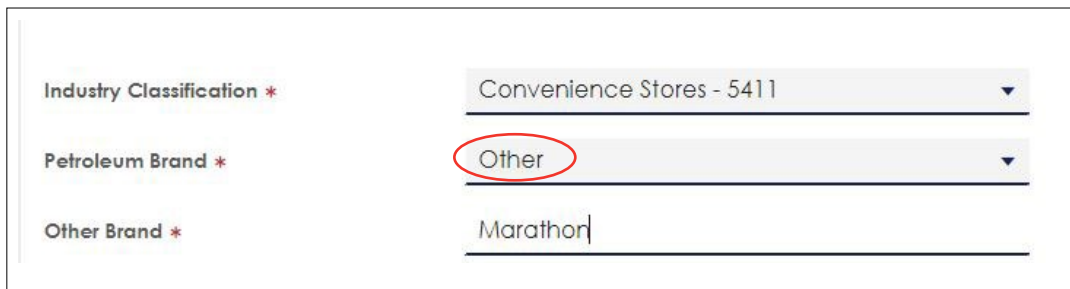 Industry Classification * Convenience Stores - 5411
Petroleum Brand * Other
Other Brand * Marathon